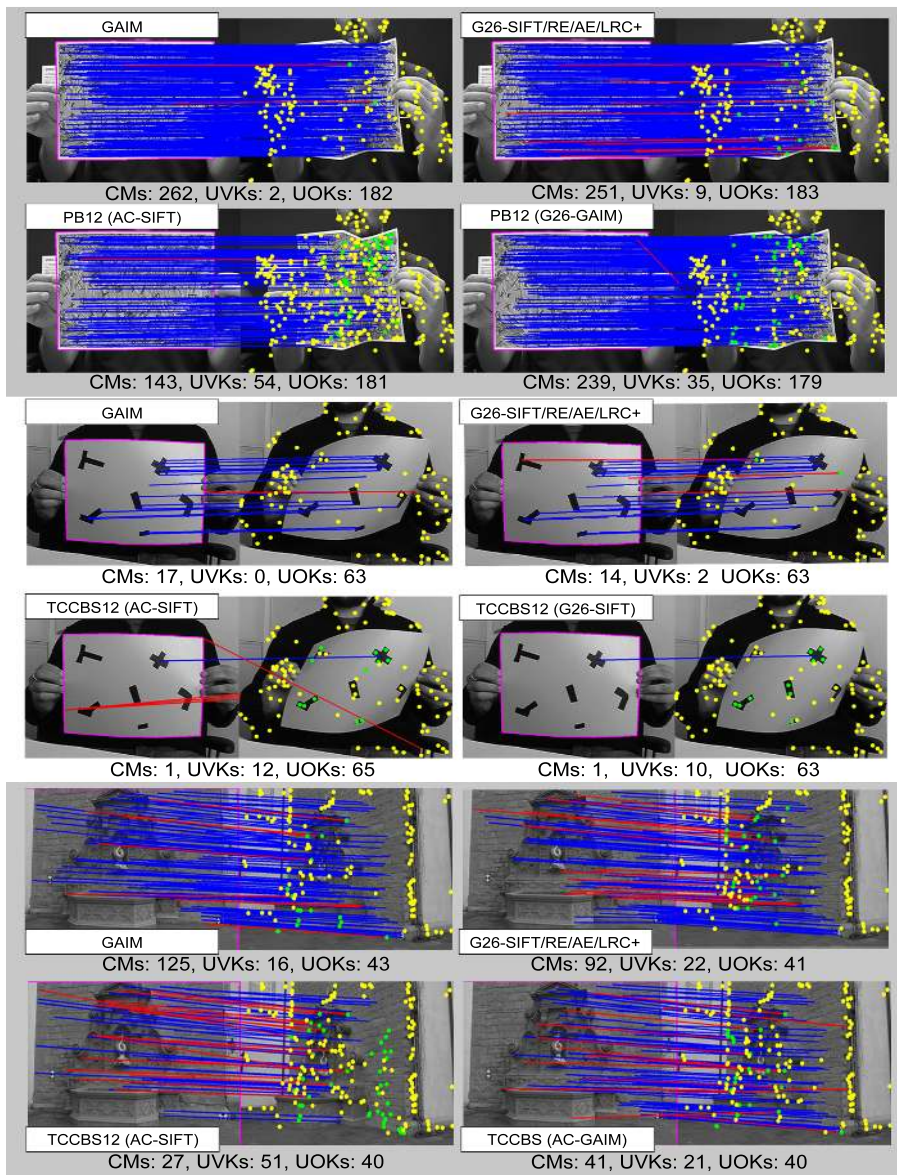 GAIM
G26-SIFT/RE/AE/LRC+
CMs: 262, UVKs: 2, UOKs: 182
CMs: 251, UVKs: 9, UOKs: 183
PB12 (AC-SIFT)
PB12 (G26-GAIM)
CMs: 143, UVKs: 54, UOKs: 181
CMs: 239, UVKs: 35, UOKs: 179
GAIM
G26-SIFT/RE/AE/LRC+
CMs: 17, UVKs: 0, UOKs: 63
CMs: 14, UVKs: 2 UOKs: 63
TCCBS12 (AC-SIFT)
TCCBS12 (G26-SIFT)
CMs: 1, UVKs: 12, UOKs: 65
CMs: 1, UVKs: 10, UOKs: 63
GAIM
G26-SIFT/RE/AE/LRC+
CMs: 125, UVKs: 16, UOKs: 43
CMs: 92, UVKs: 22, UOKs: 41
TCCBS12 (AC-SIFT)
TCCBS (AC-GAIM)
CMs: 27, UVKs: 51, UOKs: 40
CMs: 41, UVKs: 21, UOKs: 40